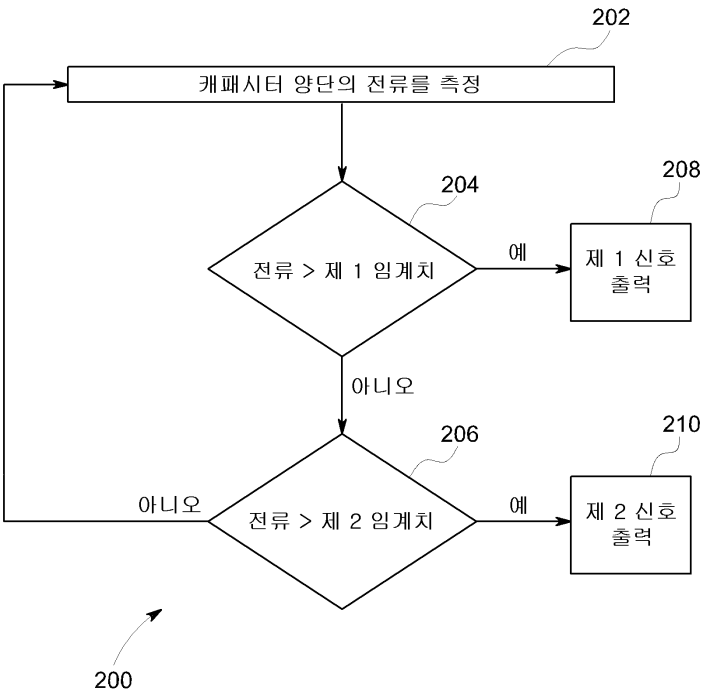 202
캐패시터 양단의 전류를 측정
204
208
전류 > 제 1 임계치
예
제 1 신호
출력
아니오
206
210
아니오
전류 > 제 2 임계치
예
제 2 신호
출력
200